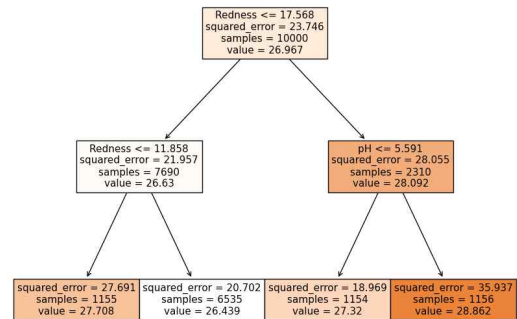 Redness <= 17.568
squared_error = 23.746
samples = 10000
value = 26.967
Redness <= 11.858
squared_error = 21.957
samples = 7690
value = 26.63
pH <= 5.591
squared_error = 28.055
samples = 2310
value = 28.092
squared_error = 27.691
samples = 1155
value = 27.708
squared_error = 20.702
samples = 6535
value = 26.439
squared_error = 18.969
samples = 1154
value = 27.32
squared_error = 35.937
samples = 1156
value = 28.862